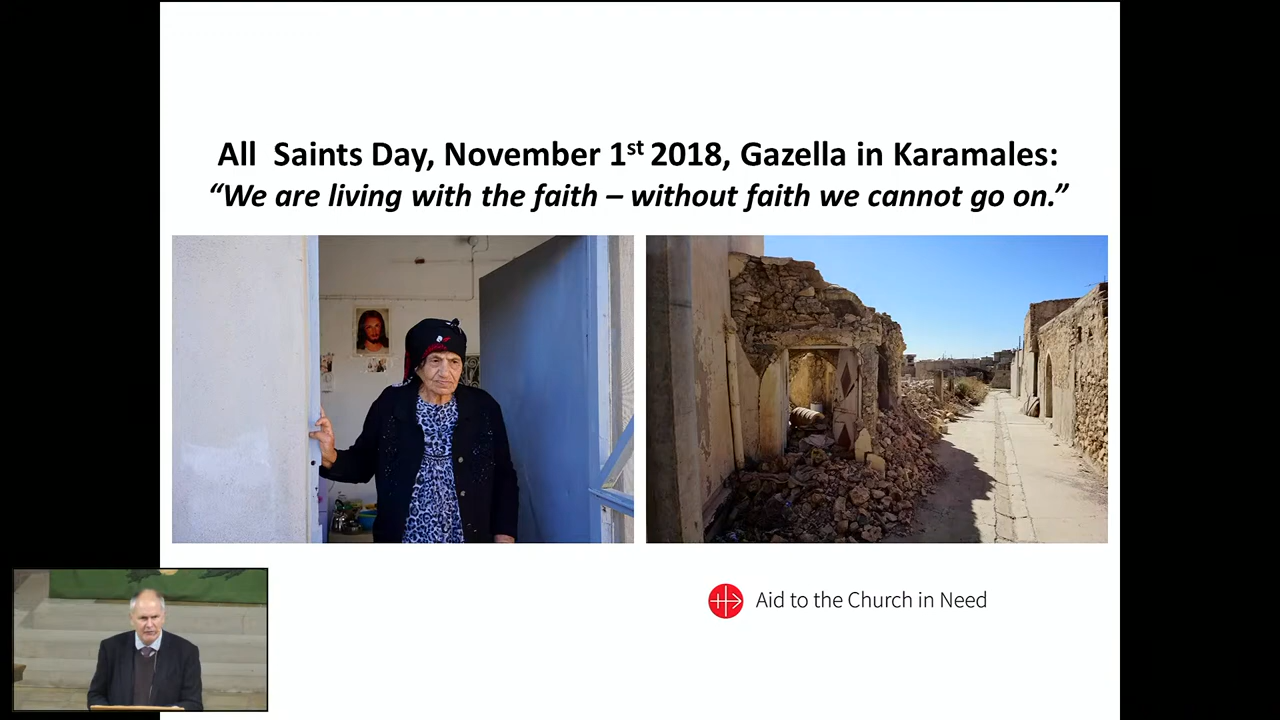 All  Saints Day, November 1st 2018, Gazella in Karamales:
“We are living with the faith – without faith we cannot go on.”
Aid to the Church in Need